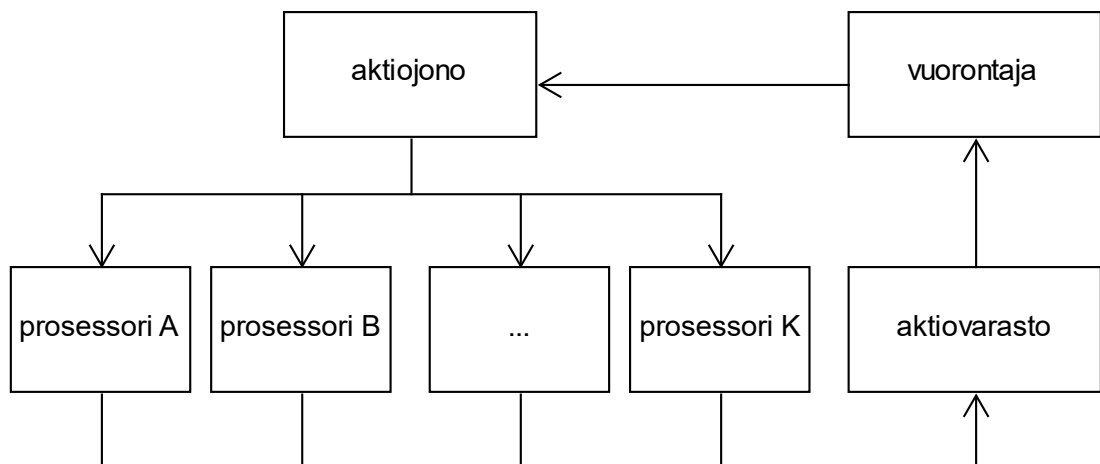 aktiojono
vuorontaja
prosessori A
prosessori B
...
prosessori K
aktiovarasto